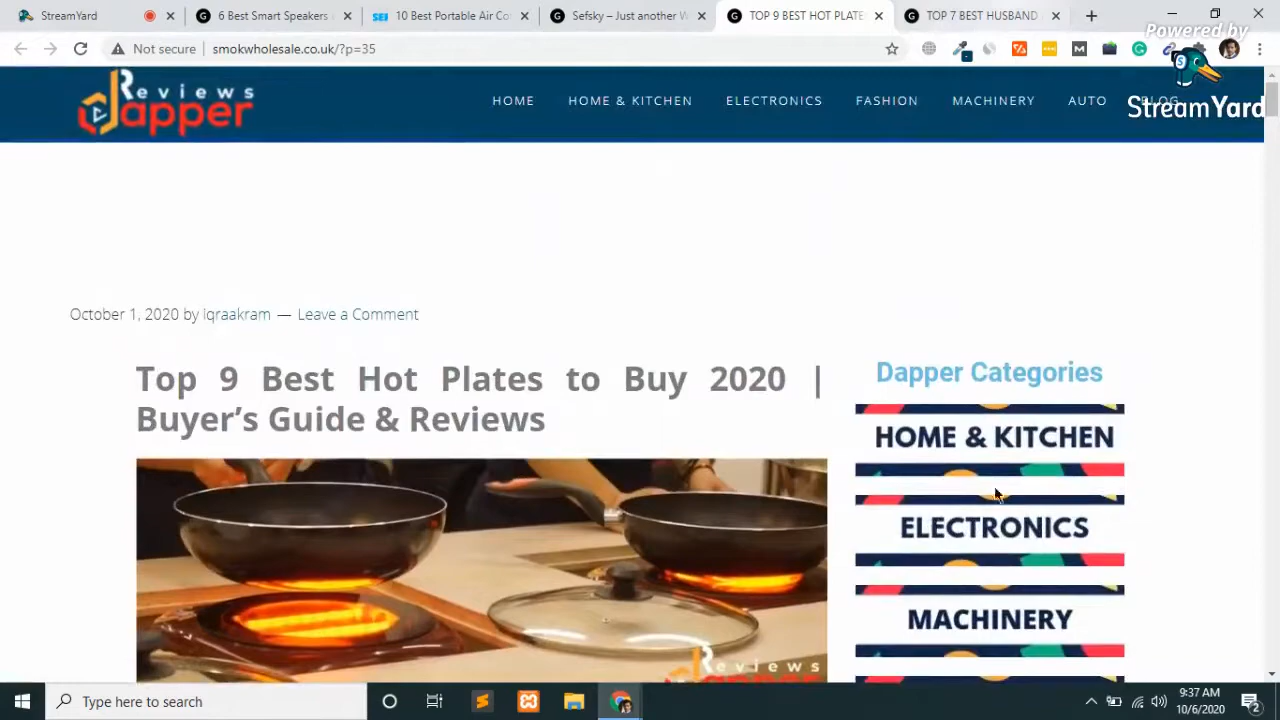 StreamYard
6 Best Smart Speakers
10 Best Portable Air Co
Sefsky – Just another W
TOP 9 BEST HOT PLATE
TOP 7 BEST HUSBAND
Not secure
smokwholesale.co.uk/?p=35
Powered by
StreamYard
Reviews
Dapper
HOME
HOME & KITCHEN
ELECTRONICS
FASHION
MACHINERY
AUTO
BLOG
October 1, 2020 by iqraakram — Leave a Comment
Top 9 Best Hot Plates to Buy 2020 |
Buyer’s Guide & Reviews
Dapper Categories
HOME & KITCHEN
ELECTRONICS
MACHINERY
Reviews
Type here to search
9:37 AM
10/6/2020
2